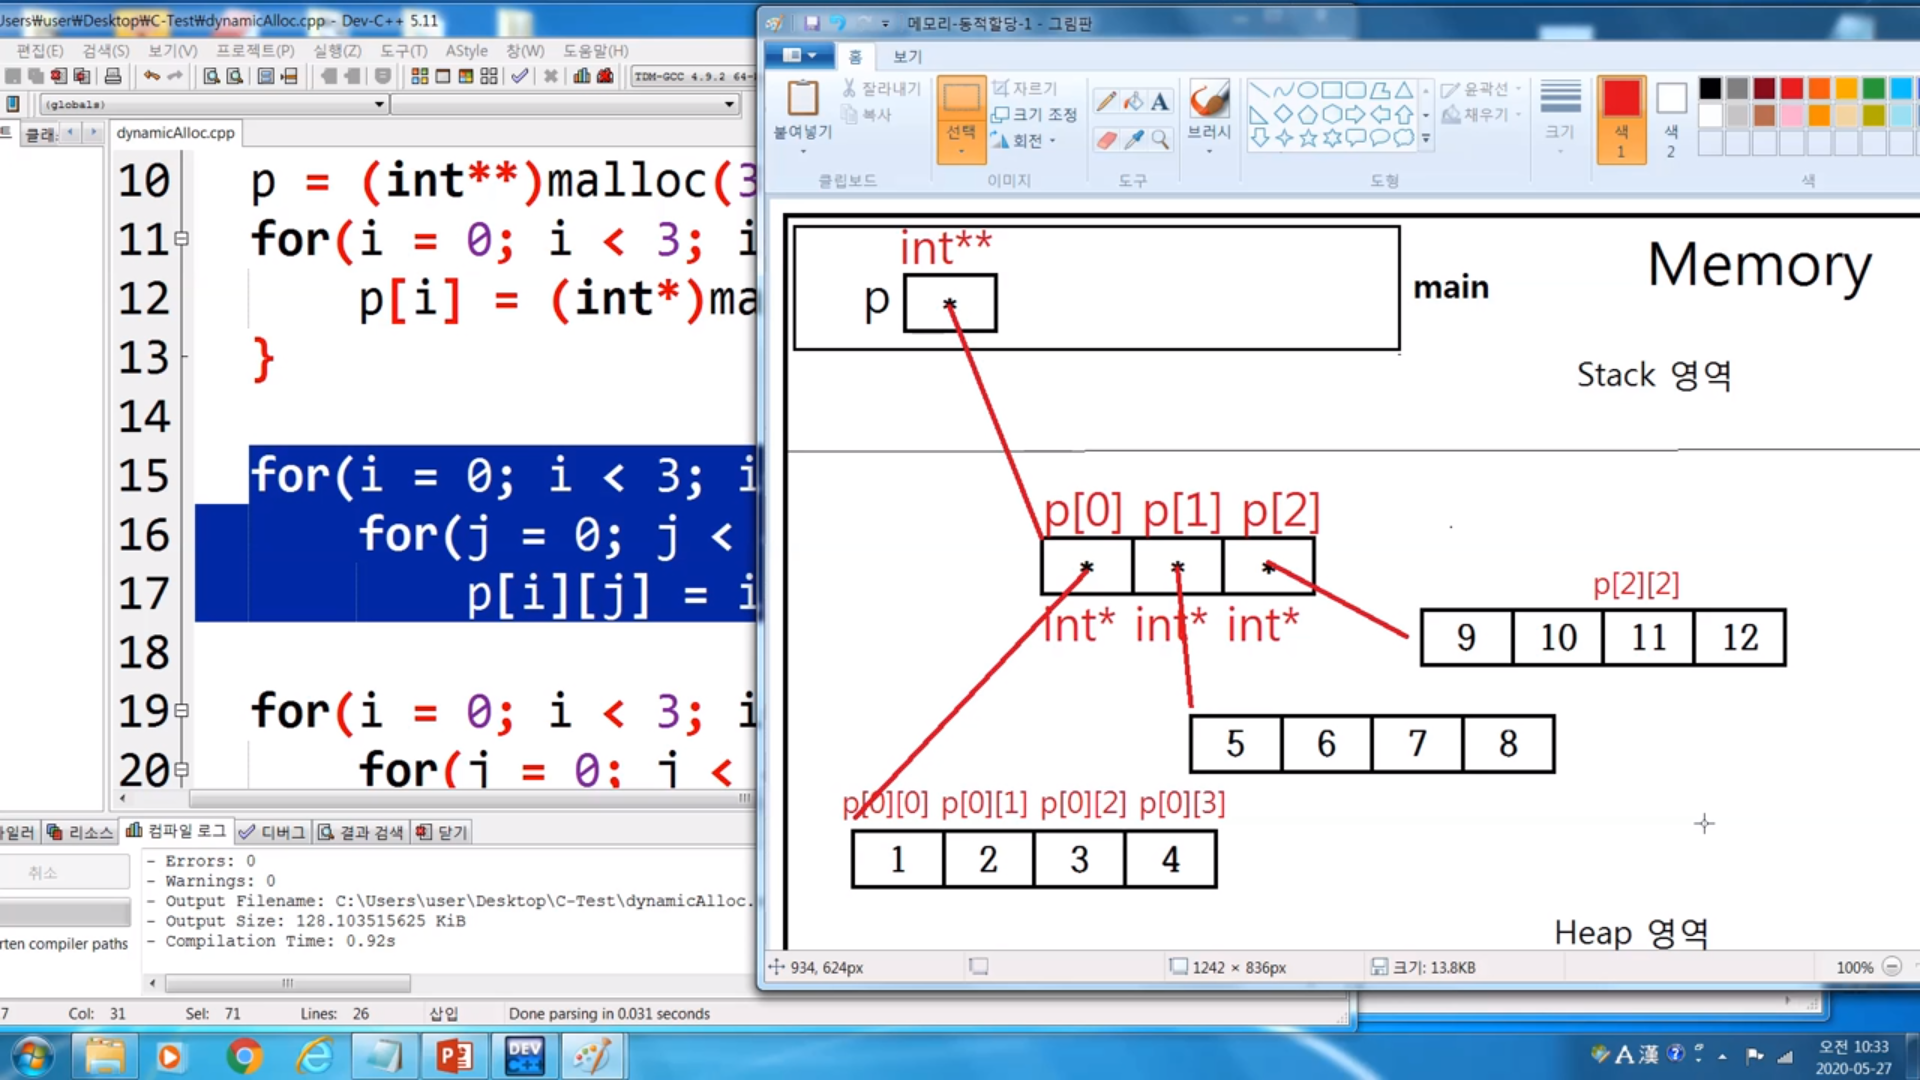 Users\user\Desktop\C-Test\dynamicAlloc.cpp - Dev-C++ 5.11
편집(E) 검색(S) 보기(V) 프로젝트(P) 실행(Z) 도구(T) AStyle 창(W) 도움말(H)
TDM-GCC 4.9.2 64-
(globals)
클래
dynamicAlloc.cpp
10 p = (int**)malloc(3
11 for(i = 0; i < 3; i
12 p[i] = (int*)ma
13 }
14
15 for(i = 0; i < 3; i
16 for(j = 0; j <
17 p[i][j] = i
18
19 for(i = 0; i < 3; i
20 for(j = 0; j <
파일러 리소스 컴파일 로그 디버그 결과 검색 닫기
취소
rten compiler paths
- Errors: 0
- Warnings: 0
- Output Filename: C:\Users\user\Desktop\C-Test\dynamicAlloc.
- Output Size: 128.103515625 KiB
- Compilation Time: 0.92s
7 Col: 31 Sel: 71 Lines: 26 삽입 Done parsing in 0.031 seconds
메모리-동적할당-1 - 그림판
홈 보기
붙여넣기
잘라내기
복사
클립보드
선택
자르기
크기 조정
회전
이미지
A
도구
브러시
윤곽선
채우기
도형
크기
색 1
색 2
색
int**
p *
main
Memory
Stack 영역
p[0] p[1] p[2]
* * *
int* int* int*
p[2][2]
9 10 11 12
5 6 7 8
p[0][0] p[0][1] p[0][2] p[0][3]
1 2 3 4
Heap 영역
934, 624px
1242 × 836px
크기: 13.8KB
100%
DEV
C++
A 漢
오전 10:33
2020-05-27